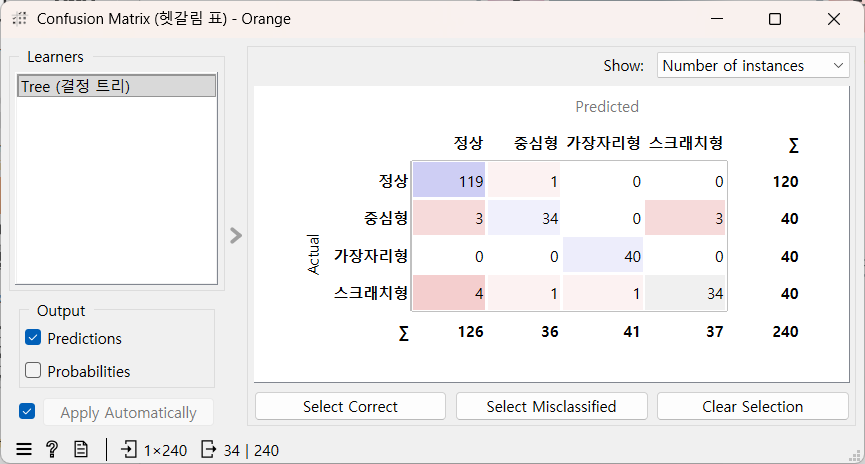 Confusion Matrix (헷갈림 표) - Orange
Learners
Tree (결정 트리)
Output
Predictions
Probabilities
Apply Automatically
1×240
34 | 240
Show: Number of instances
Predicted
정상 중심형 가장자리형 스크래치형 ∑
Actual
정상 119 1 0 0 120
중심형 3 34 0 3 40
가장자리형 0 0 40 0 40
스크래치형 4 1 1 34 40
∑ 126 36 41 37 240
Select Correct Select Misclassified Clear Selection